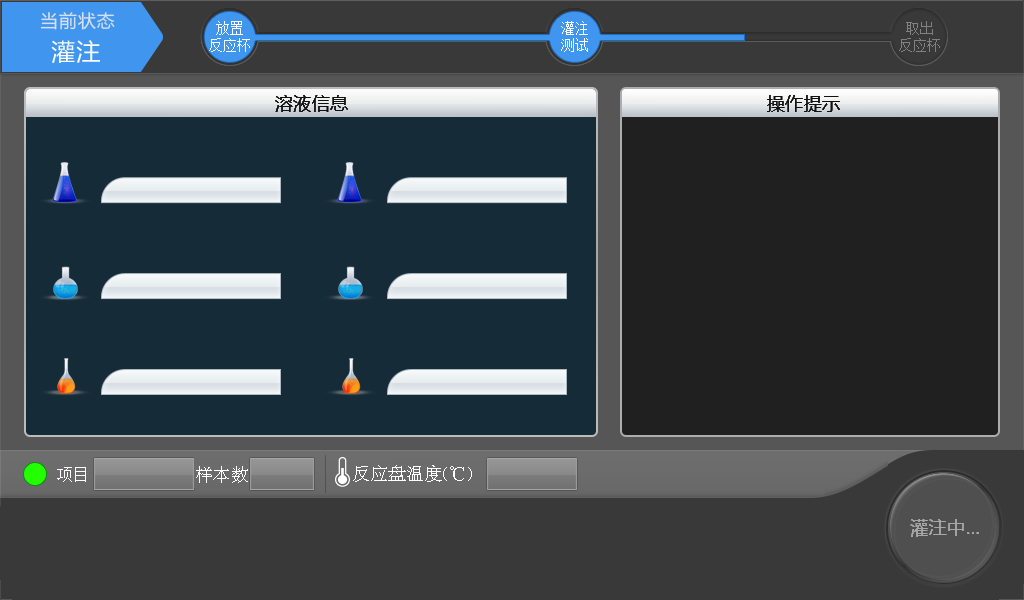 当前状态
灌注
放置
反应杯
灌注
测试
取出
反应杯
溶液信息
操作提示
项目
样本数
反应盘温度(℃)
灌注中...